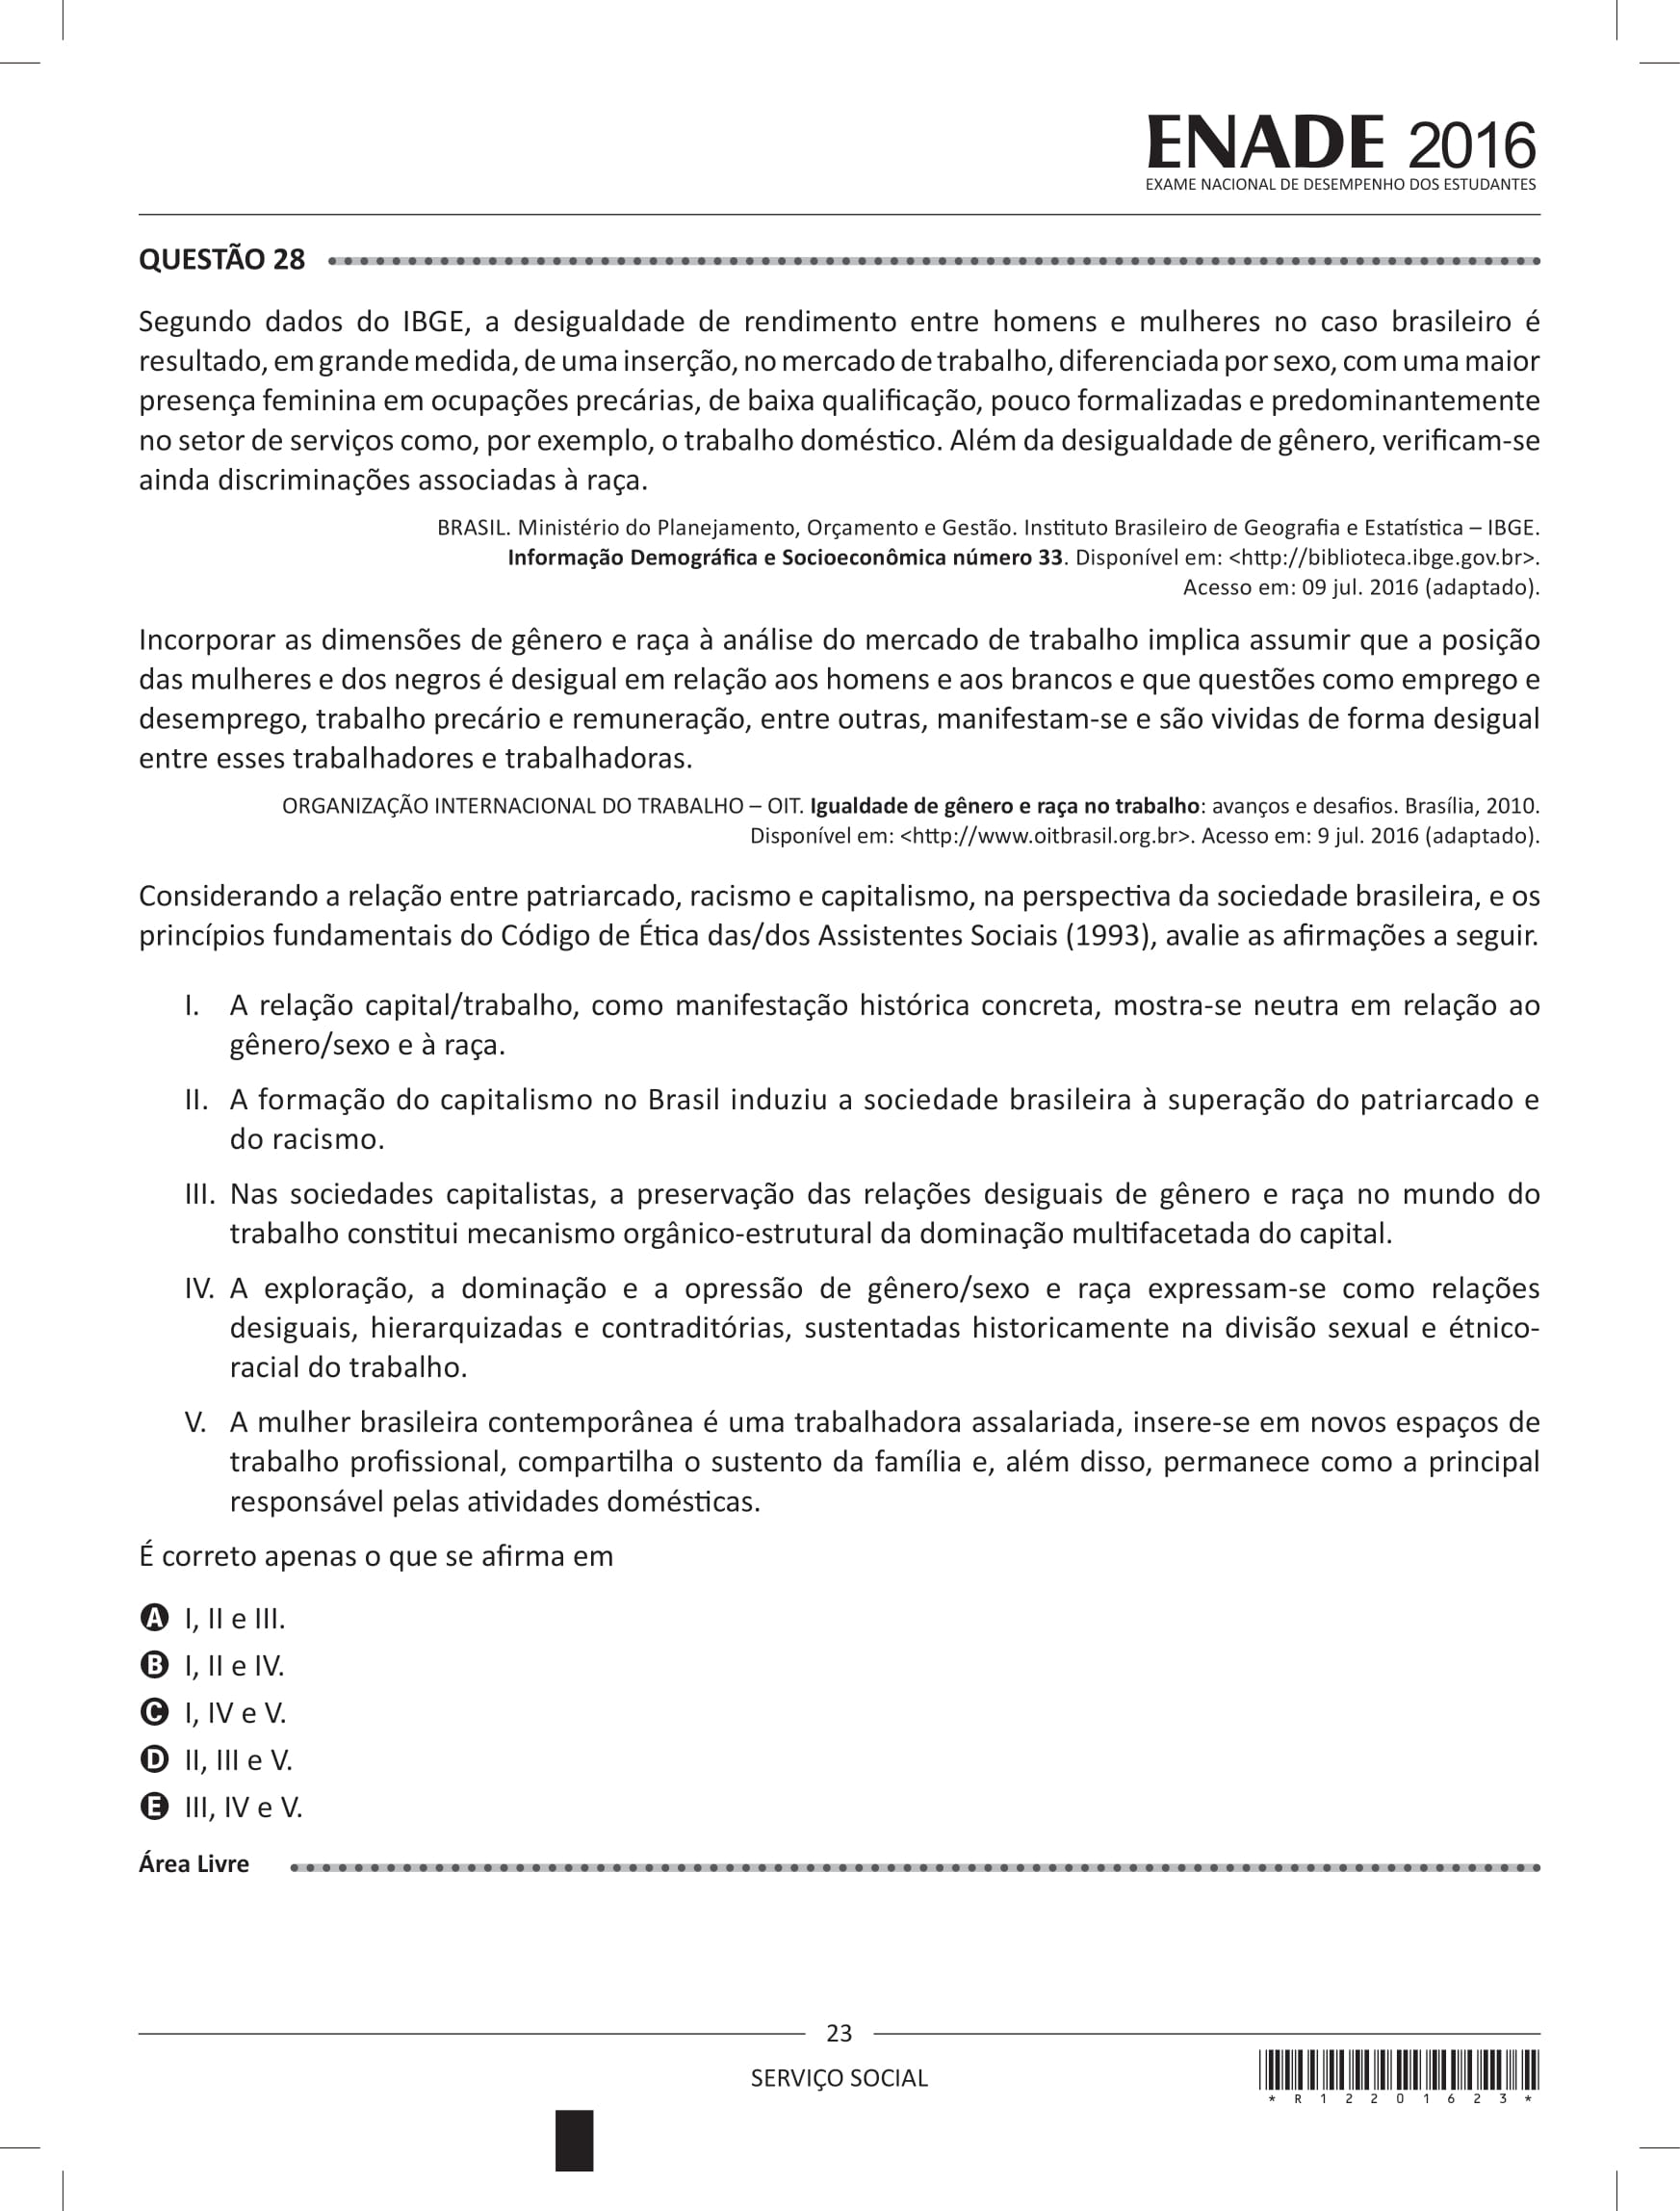 ENADE 2016
EXAME NACIONAL DE DESEMPENHO DOS ESTUDANTES
QUESTÃO 28
Segundo dados do IBGE, a desigualdade de rendimento entre homens e mulheres no caso brasileiro é
resultado, em grande medida, de uma inserção, no mercado de trabalho, diferenciada por sexo, com uma maior
presença feminina em ocupações precárias, de baixa qualificação, pouco formalizadas e predominantemente
no setor de serviços como, por exemplo, o trabalho doméstico. Além da desigualdade de gênero, verificam-se
ainda discriminações associadas à raça.
BRASIL. Ministério do Planejamento, Orçamento e Gestão. Instituto Brasileiro de Geografia e Estatística – IBGE.
Informação Demográfica e Socioeconômica número 33. Disponível em: <http://biblioteca.ibge.gov.br>.
Acesso em: 09 jul. 2016 (adaptado).
Incorporar as dimensões de gênero e raça à análise do mercado de trabalho implica assumir que a posição
das mulheres e dos negros é desigual em relação aos homens e aos brancos e que questões como emprego e
desemprego, trabalho precário e remuneração, entre outras, manifestam-se e são vividas de forma desigual
entre esses trabalhadores e trabalhadoras.
ORGANIZAÇÃO INTERNACIONAL DO TRABALHO – OIT. Igualdade de gênero e raça no trabalho: avanços e desafios. Brasília, 2010.
Disponível em: <http://www.oitbrasil.org.br>. Acesso em: 9 jul. 2016 (adaptado).
Considerando a relação entre patriarcado, racismo e capitalismo, na perspectiva da sociedade brasileira, e os
princípios fundamentais do Código de Ética das/dos Assistentes Sociais (1993), avalie as afirmações a seguir.
I. A relação capital/trabalho, como manifestação histórica concreta, mostra-se neutra em relação ao
gênero/sexo e à raça.
II. A formação do capitalismo no Brasil induziu a sociedade brasileira à superação do patriarcado e
do racismo.
III. Nas sociedades capitalistas, a preservação das relações desiguais de gênero e raça no mundo do
trabalho constitui mecanismo orgânico-estrutural da dominação multifacetada do capital.
IV. A exploração, a dominação e a opressão de gênero/sexo e raça expressam-se como relações
desiguais, hierarquizadas e contraditórias, sustentadas historicamente na divisão sexual e étnico-
racial do trabalho.
V. A mulher brasileira contemporânea é uma trabalhadora assalariada, insere-se em novos espaços de
trabalho profissional, compartilha o sustento da família e, além disso, permanece como a principal
responsável pelas atividades domésticas.
É correto apenas o que se afirma em
A I, II e III.
B I, II e IV.
C I, IV e V.
D II, III e V.
E III, IV e V.
Área Livre
23
SERVIÇO SOCIAL
* R 1 2 2 0 1 6 2 3 *